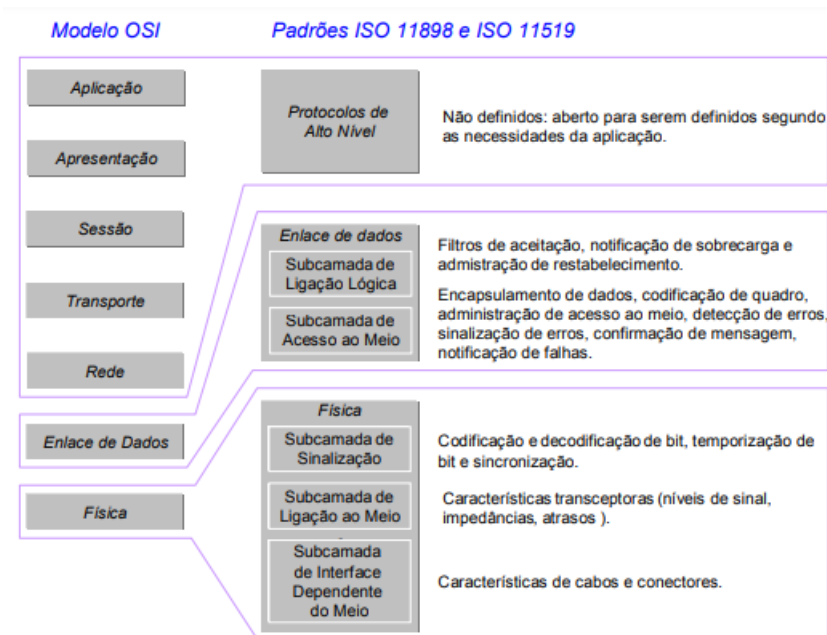 Modelo OSI
Padrões ISO 11898 e ISO 11519
Aplicação
Apresentação
Sessão
Transporte
Rede
Protocolos de
Alto Nível
Não definidos: aberto para serem definidos segundo
as necessidades da aplicação.
Enlace de Dados
Enlace de dados
Subcamada de
Ligação Lógica
Filtros de aceitação, notificação de sobrecarga e
admistração de restabelecimento.
Subcamada de
Acesso ao Meio
Encapsulamento de dados, codificação de quadro,
administração de acesso ao meio, detecção de erros,
sinalização de erros, confirmação de mensagem,
notificação de falhas.
Física
Física
Subcamada de
Sinalização
Codificação e decodificação de bit, temporização de
bit e sincronização.
Subcamada de
Ligação ao Meio
Características transceptoras (níveis de sinal,
impedâncias, atrasos ).
Subcamada
de Interface
Dependente
do Meio
Características de cabos e conectores.